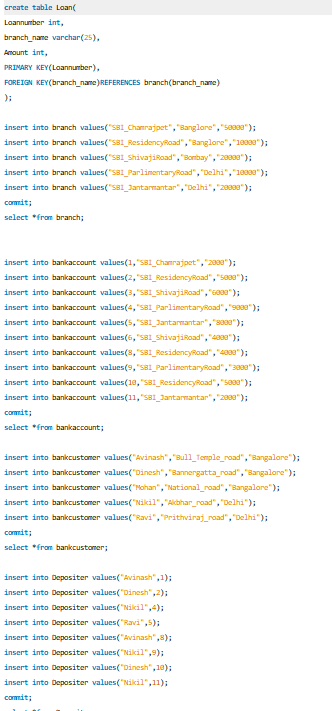 create table Loan(
Loannumber int,
branch_name varchar(25),
Amount int,
PRIMARY KEY(Loannumber),
FOREIGN KEY(branch_name)REFERENCES branch(branch_name)
);
insert into branch values("SBI_Chamrajpet","Banglore","50000");
insert into branch values("SBI_ResidencyRoad","Banglore","10000");
insert into branch values("SBI_ShivajiRoad","Bombay","20000");
insert into branch values("SBI_ParlimentaryRoad","Delhi","10000");
insert into branch values("SBI_Jantarmantar","Delhi","20000");
commit;
select *from branch;
insert into bankaccount values(1,"SBI_Chamrajpet","2000");
insert into bankaccount values(2,"SBI_ResidencyRoad","5000");
insert into bankaccount values(3,"SBI_ShivajiRoad","6000");
insert into bankaccount values(4,"SBI_ParlimentaryRoad","9000");
insert into bankaccount values(5,"SBI_Jantarmantar","8000");
insert into bankaccount values(6,"SBI_ShivajiRoad","4000");
insert into bankaccount values(8,"SBI_ResidencyRoad","4000");
insert into bankaccount values(9,"SBI_ParlimentaryRoad","3000");
insert into bankaccount values(10,"SBI_ResidencyRoad","5000");
insert into bankaccount values(11,"SBI_Jantarmantar","2000");
commit;
select *from bankaccount;
insert into bankcustomer values("Avinash","Bull_Temple_road","Bangalore");
insert into bankcustomer values("Dinesh","Bannergatta_road","Bangalore");
insert into bankcustomer values("Mohan","National_road","Bangalore");
insert into bankcustomer values("Nikil","Akbhar_road","Delhi");
insert into bankcustomer values("Ravi","Prithviraj_road","Delhi");
commit;
select *from bankcustomer;
insert into Depositer values("Avinash",1);
insert into Depositer values("Dinesh",2);
insert into Depositer values("Nikil",4);
insert into Depositer values("Ravi",5);
insert into Depositer values("Avinash",8);
insert into Depositer values("Nikil",9);
insert into Depositer values("Dinesh",10);
insert into Depositer values("Nikil",11);
commit;